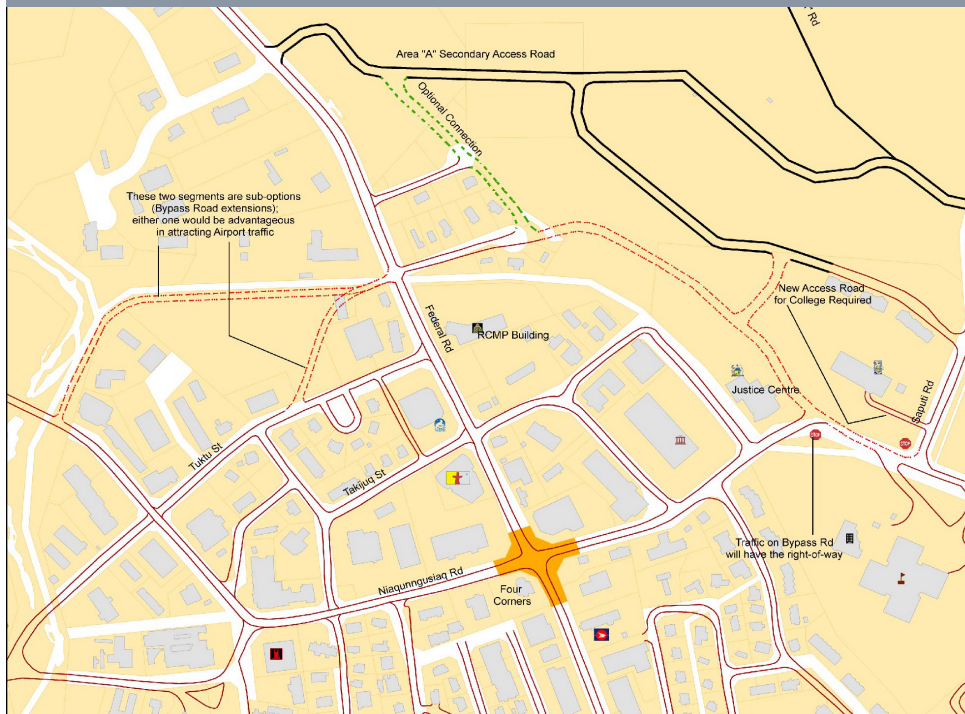 Area "A" Secondary Access Road
Optional Connection
These two segments are sub-options
(Bypass Road extensions);
either one would be advantageous
in attracting Airport traffic
New Access Road
for College Required
Federal Rd
RCMP Building
Justice Centre
Saputi Rd
STOP
STOP
Tuktu St
Takijuq St
Traffic on Bypass Rd
will have the right-of-way
Niaqunngusiaq Rd
Four
Corners